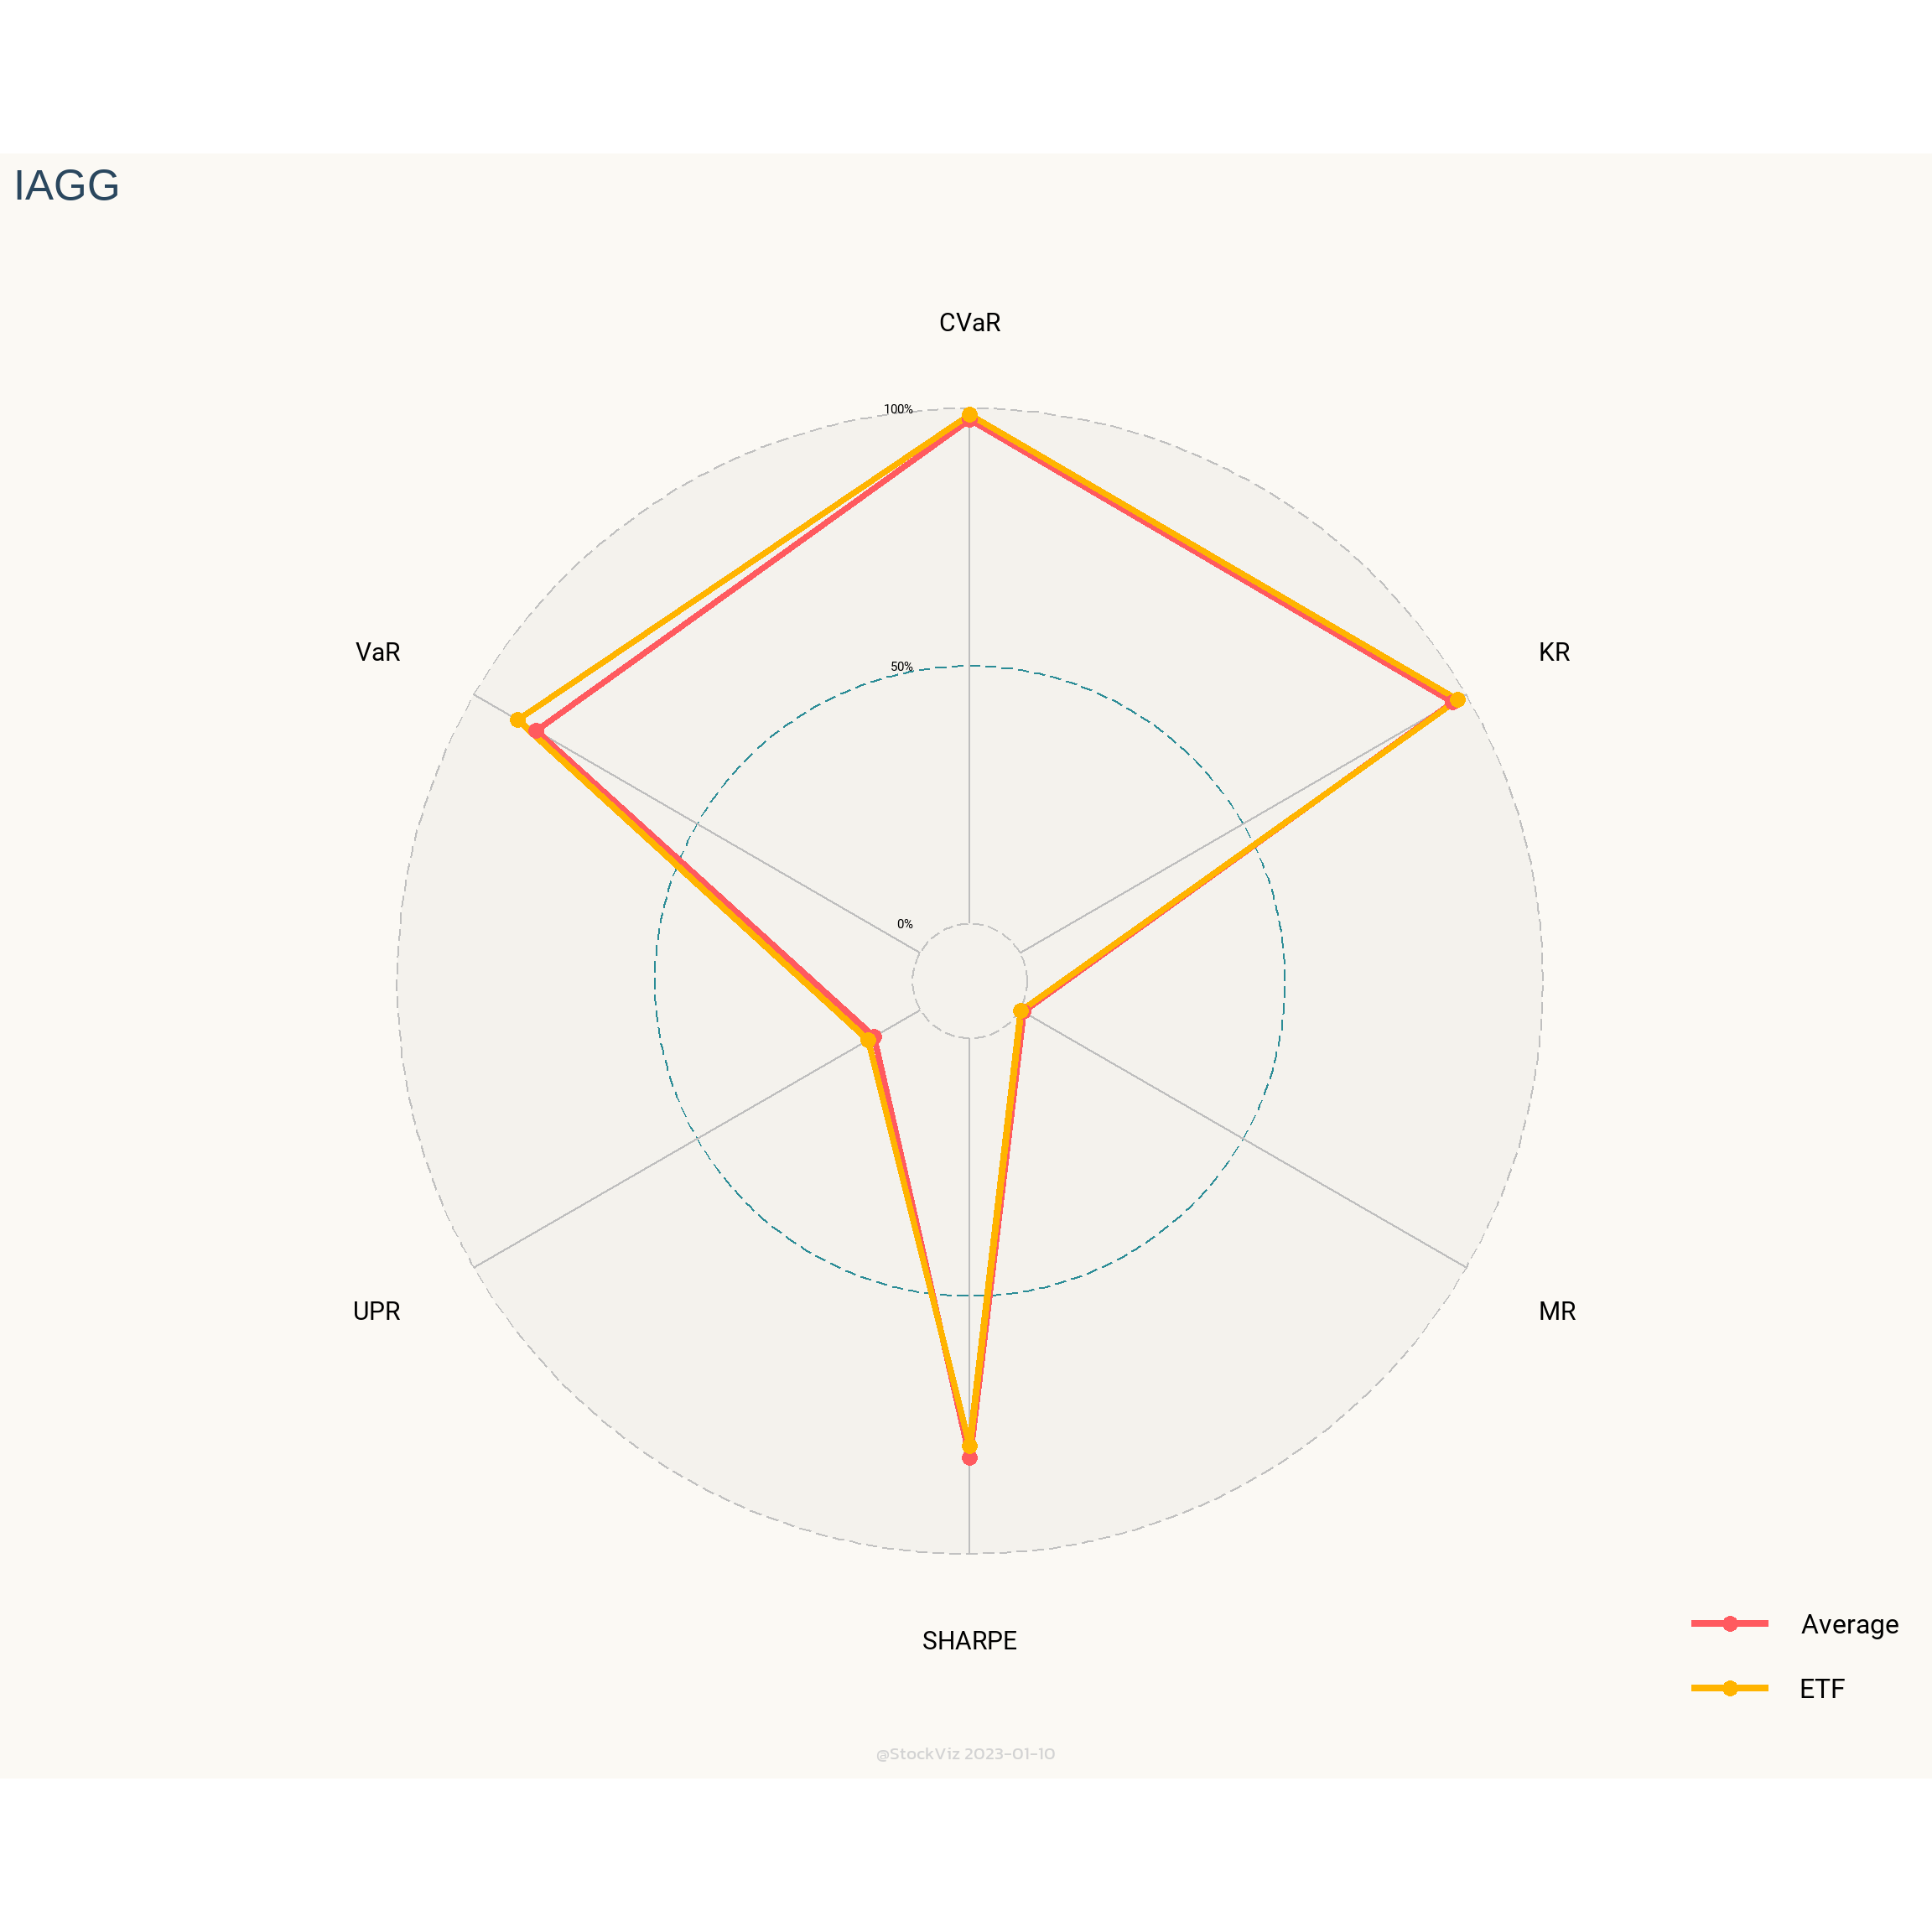 IAGG
CVaR
100%
KR
VaR
50%
0%
UPR
MR
SHARPE
Average
ETF
@StockViz 2023-01-10